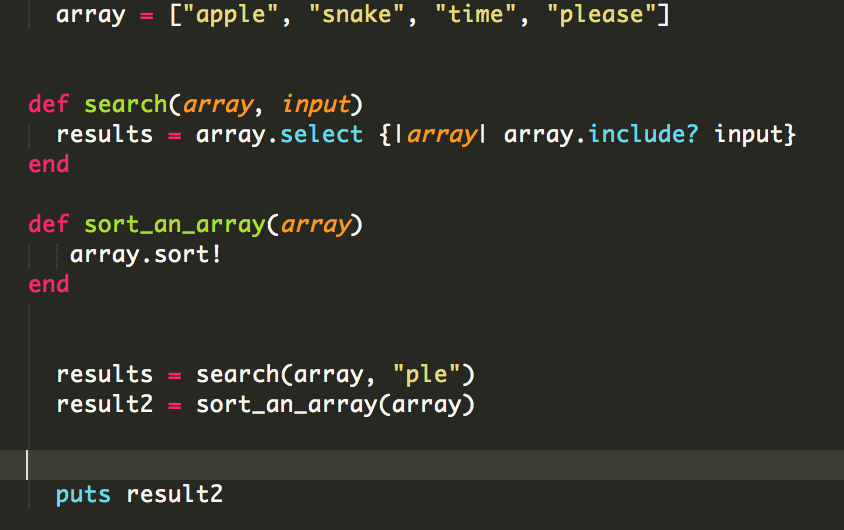 array = ["apple", "snake", "time", "please"]
def search(array, input)
results = array.select {|array| array.include? input}
end
def sort_an_array(array)
array.sort!
end
results = search(array, "ple")
result2 = sort_an_array(array)
puts result2